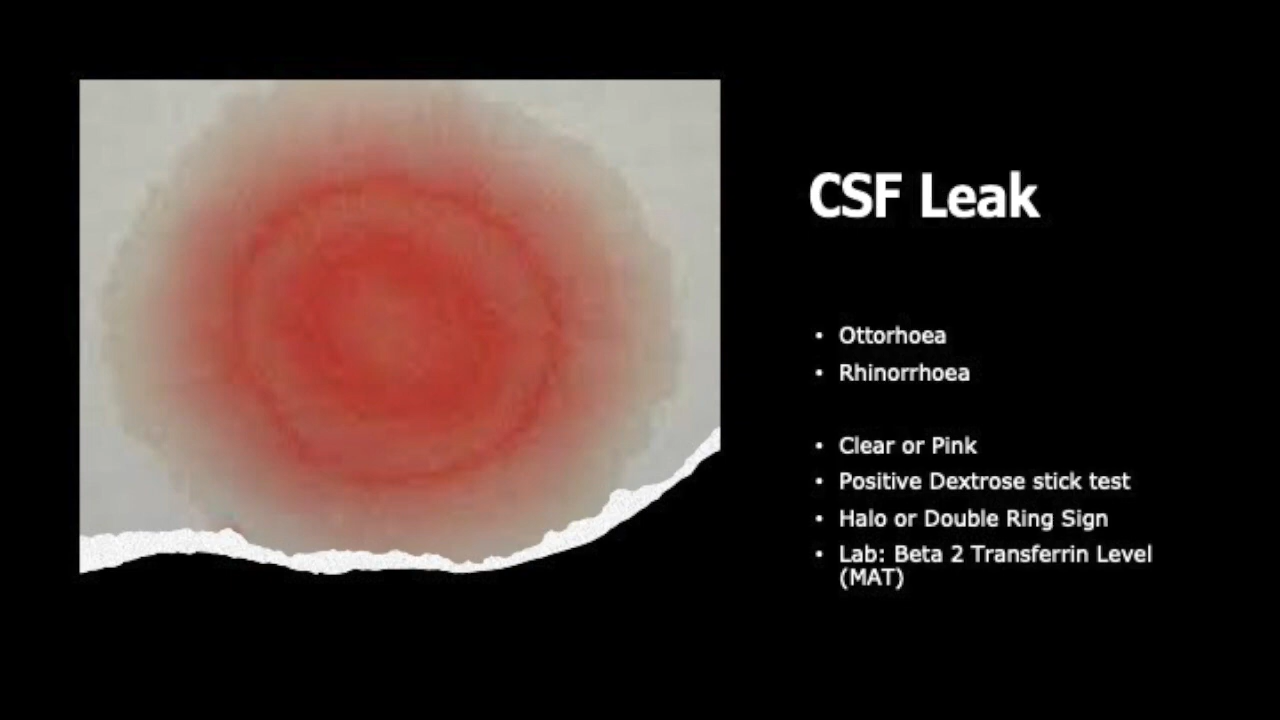 CSF Leak
• Ottorhoea
• Rhinorrhoea
• Clear or Pink
• Positive Dextrose stick test
• Halo or Double Ring Sign
• Lab: Beta 2 Transferrin Level
(MAT)